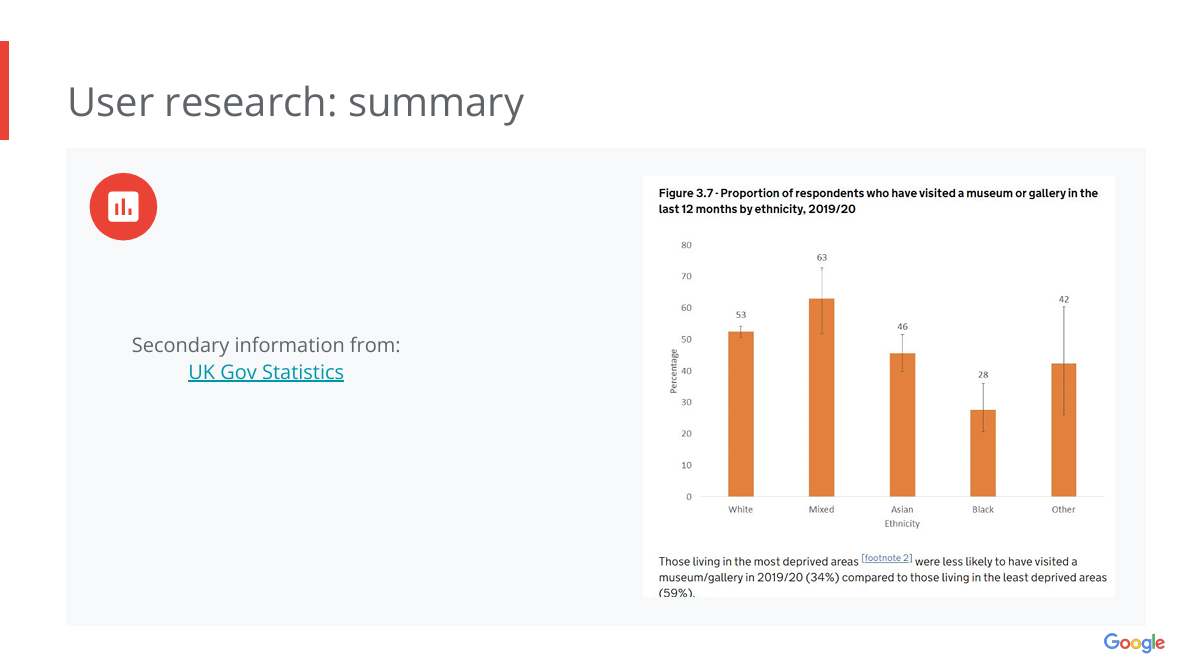 User research: summary
Secondary information from:
UK Gov Statistics
Figure 3.7 - Proportion of respondents who have visited a museum or gallery in the
last 12 months by ethnicity, 2019/20
80
70
60
50
40
30
20
10
0
Percentage
53
63
46
28
42
White
Mixed
Asian
Black
Other
Ethnicity
Those living in the most deprived areas [footnote 2] were less likely to have visited a
museum/gallery in 2019/20 (34%) compared to those living in the least deprived areas
(59%).
Google